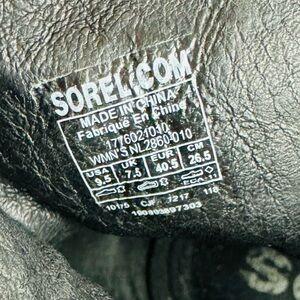 SOREL.COM
MADE IN CHINA
Fabriqué En Chine
1776021010
WMN'S NL2860-010
USA UK EUR CM
9.5 7.5 40.5 26.5